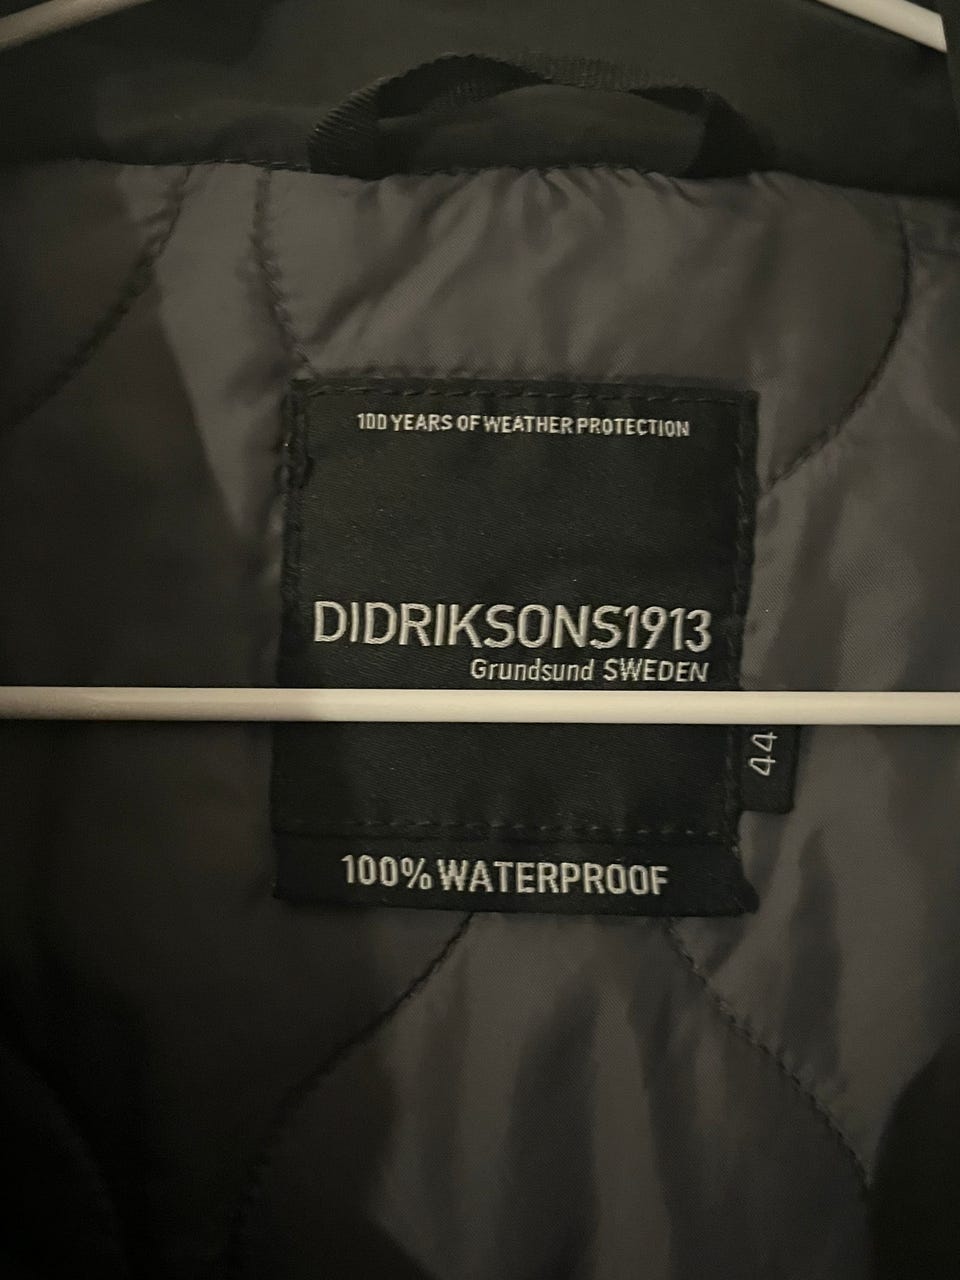 100 YEARS OF WEATHER PROTECTION
DIDRIKSONS1913
Grundsund SWEDEN
44
100% WATERPROOF